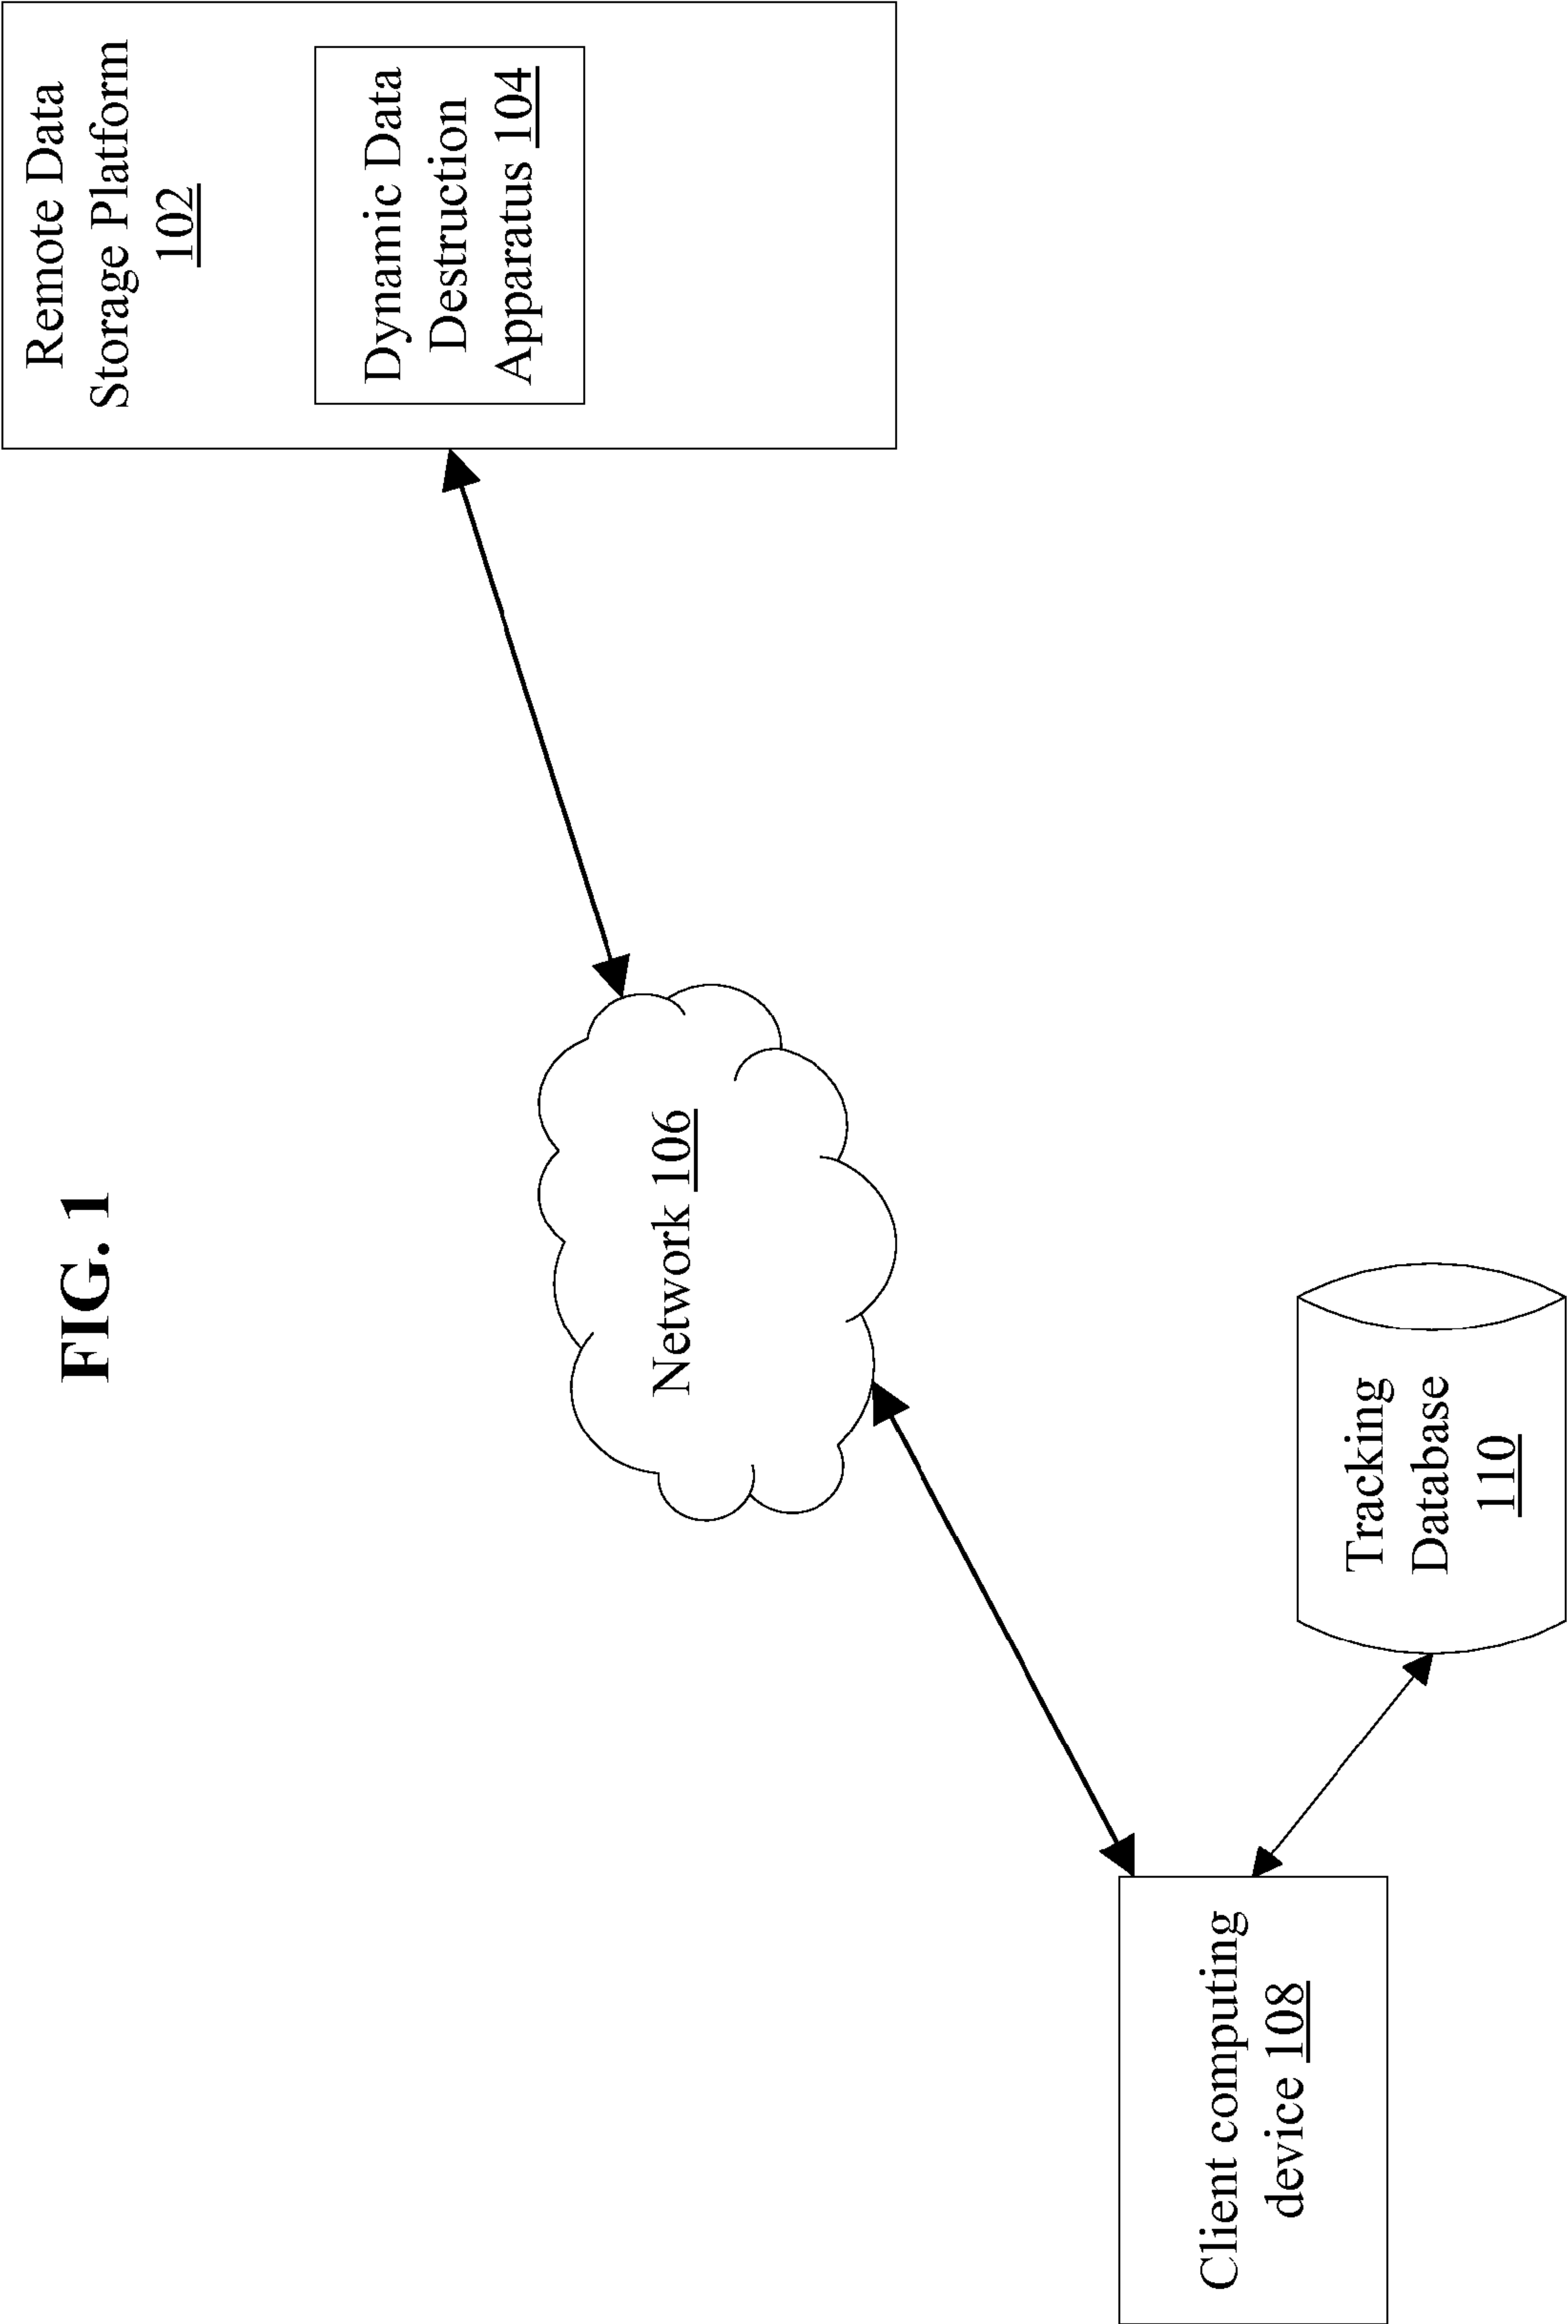 FIG. 1
Remote Data
Storage Platform
102
Dynamic Data
Destruction
Apparatus 104
Network 106
Client computing
device 108
Tracking
Database
110